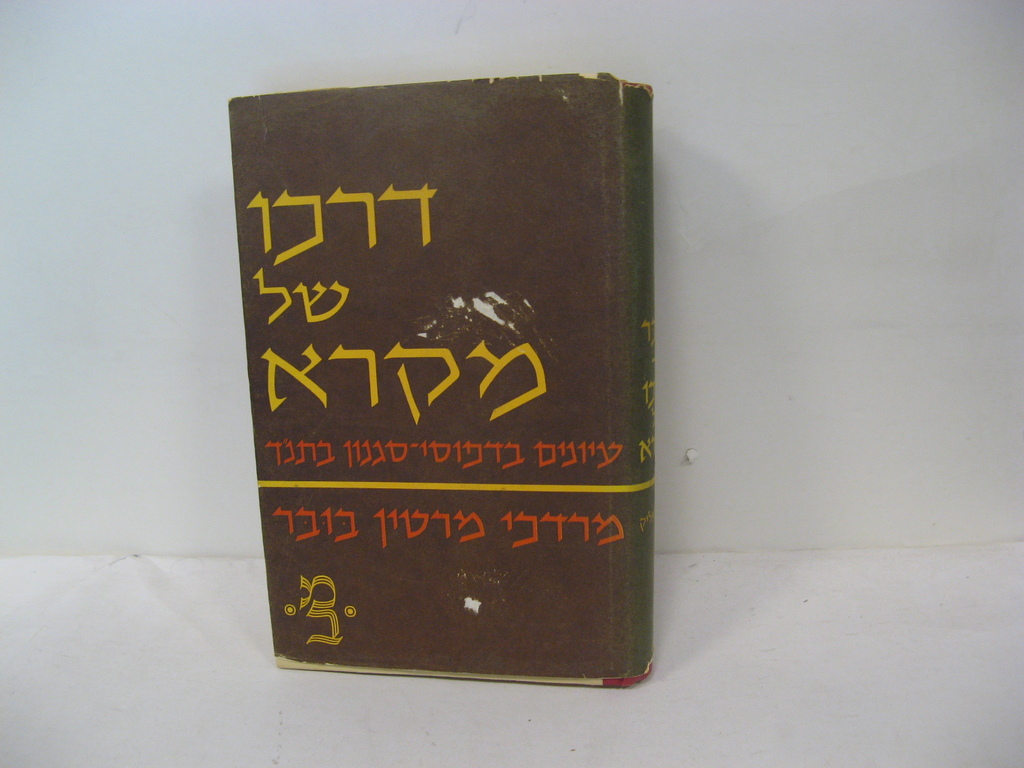 דרכו
של
מקרא
עיונים בדפוסי-סגנון בתנ״ך
מרדכי מרטין בובר